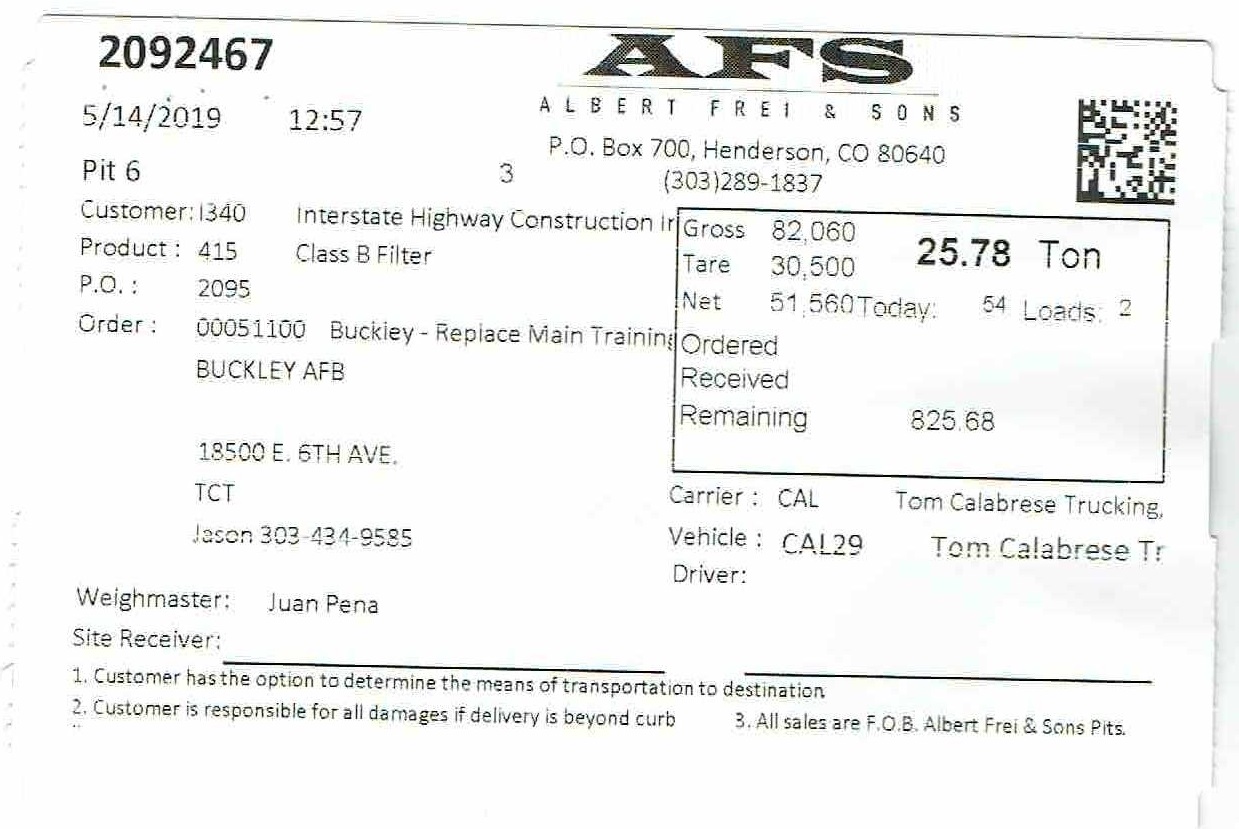 2092467
AFS
ALBERT FREI & SONS
5/14/2019 12:57
P.O. Box 700, Henderson, CO 80640
Pit 6 3 (303)289-1837
Customer: I340 Interstate Highway Construction In
Gross 82,060
25.78 Ton
Product : 415 Class B Filter
Tare 30,500
P.O. : 2095
Net 51,560 Today: 54 Loads: 2
Order : 00051100 Buckley - Replace Main Training
Ordered
BUCKLEY AFB
Received
Remaining 825.68
18500 E. 6TH AVE.
TCT
Carrier : CAL Tom Calabrese Trucking,
Jason 303-434-9585
Vehicle : CAL29 Tom Calabrese Tr
Driver:
Weighmaster: Juan Pena
Site Receiver:
1. Customer has the option to determine the means of transportation to destination
2. Customer is responsible for all damages if delivery is beyond curb 3. All sales are F.O.B. Albert Frei & Sons Pits.